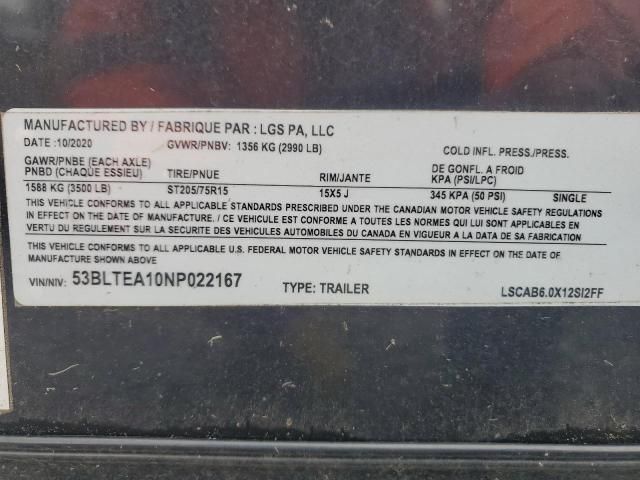 MANUFACTURED BY / FABRIQUE PAR : LGS PA, LLC
DATE :10/2020 GVWR/PNBV: 1356 KG (2990 LB) COLD INFL. PRESS./PRESS.
GAWR/PNBE (EACH AXLE) DE GONFL. A FROID
PNBD (CHAQUE ESSIEU) TIRE/PNUE RIM/JANTE KPA (PSI/LPC)
1588 KG (3500 LB) ST205/75R15 15X5 J 345 KPA (50 PSI) SINGLE
THIS VEHICLE CONFORMS TO ALL APPLICABLE STANDARDS PRESCRIBED UNDER THE CANADIAN MOTOR VEHICLE SAFETY REGULATIONS
IN EFFECT ON THE DATE OF MANUFACTURE. / CE VEHICULE EST CONFORME A TOUTES LES NORMES QUI LUI SONT APPLICABLES EN
VERTU DU REGULEMENT SUR LA SECURITE DES VEHICULES AUTOMOBILES DU CANADA EN VIGUEUR A LA DATA DE SA FABRICATION
THIS VEHICLE CONFORMS TO ALL APPLICABLE U.S. FEDERAL MOTOR VEHICLE SAFETY STANDARDS IN EFFECT ON THE DATE OF
MANUFACTURE SHOWN ABOVE
VIN/NIV: 53BLTEA10NP022167 TYPE: TRAILER LSCAB6.0X12SI2FF